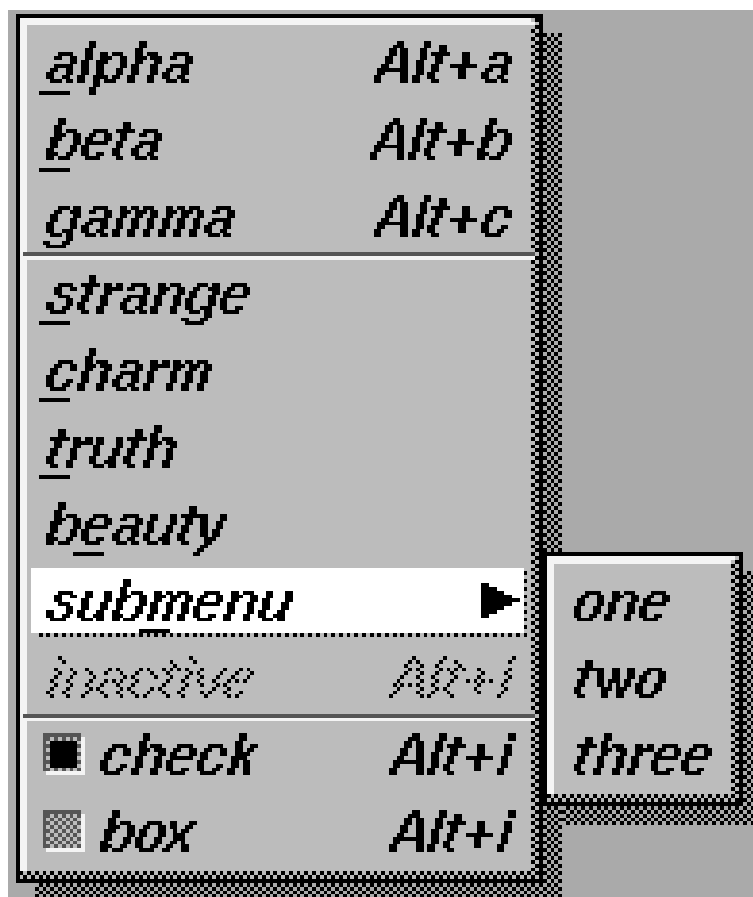 alpha Alt+a
beta Alt+b
gamma Alt+c
strange
charm
truth
beauty
submenu
inactive Alt+i
check Alt+i
box Alt+i
one
two
three